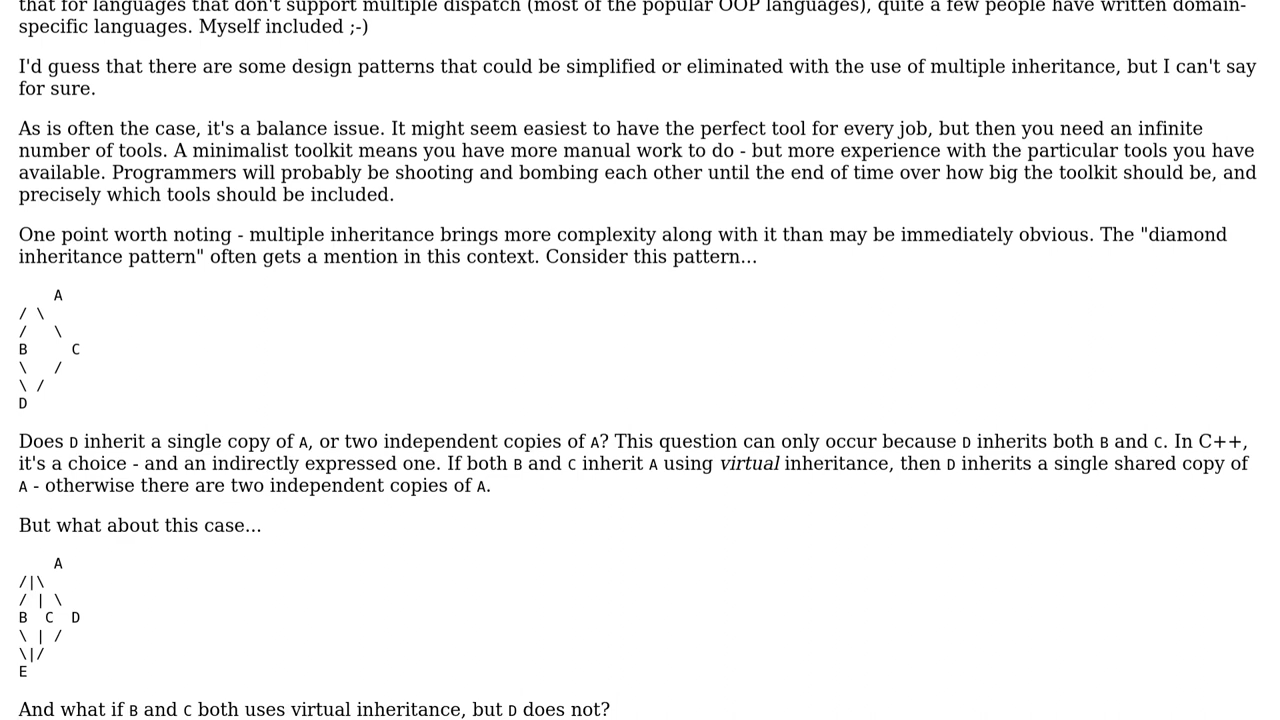 that for languages that don't support multiple dispatch (most of the popular OOP languages), quite a few people have written domain-
specific languages. Myself included ;-)
I'd guess that there are some design patterns that could be simplified or eliminated with the use of multiple inheritance, but I can't say
for sure.
As is often the case, it's a balance issue. It might seem easiest to have the perfect tool for every job, but then you need an infinite
number of tools. A minimalist toolkit means you have more manual work to do - but more experience with the particular tools you have
available. Programmers will probably be shooting and bombing each other until the end of time over how big the toolkit should be, and
precisely which tools should be included.
One point worth noting - multiple inheritance brings more complexity along with it than may be immediately obvious. The "diamond
inheritance pattern" often gets a mention in this context. Consider this pattern...
    A
/ \
/   \
B     C
\   /
\ /
D
Does D inherit a single copy of A, or two independent copies of A? This question can only occur because D inherits both B and C. In C++,
it's a choice - and an indirectly expressed one. If both B and C inherit A using virtual inheritance, then D inherits a single shared copy of
A - otherwise there are two independent copies of A.
But what about this case...
    A
/|\
/ | \
B  C  D
\ | /
\|/
E
And what if B and C both uses virtual inheritance, but D does not?